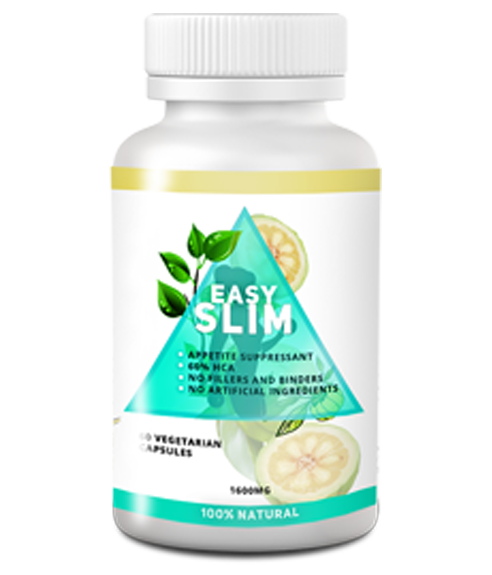 EASY
SLIM
APPETITE SUPPRESSANT
60% HCA
NO FILLERS AND BINDERS
NO ARTIFICIAL INGREDIENTS
VEGETARIAN
CAPSULES
1600MG
100% NATURAL